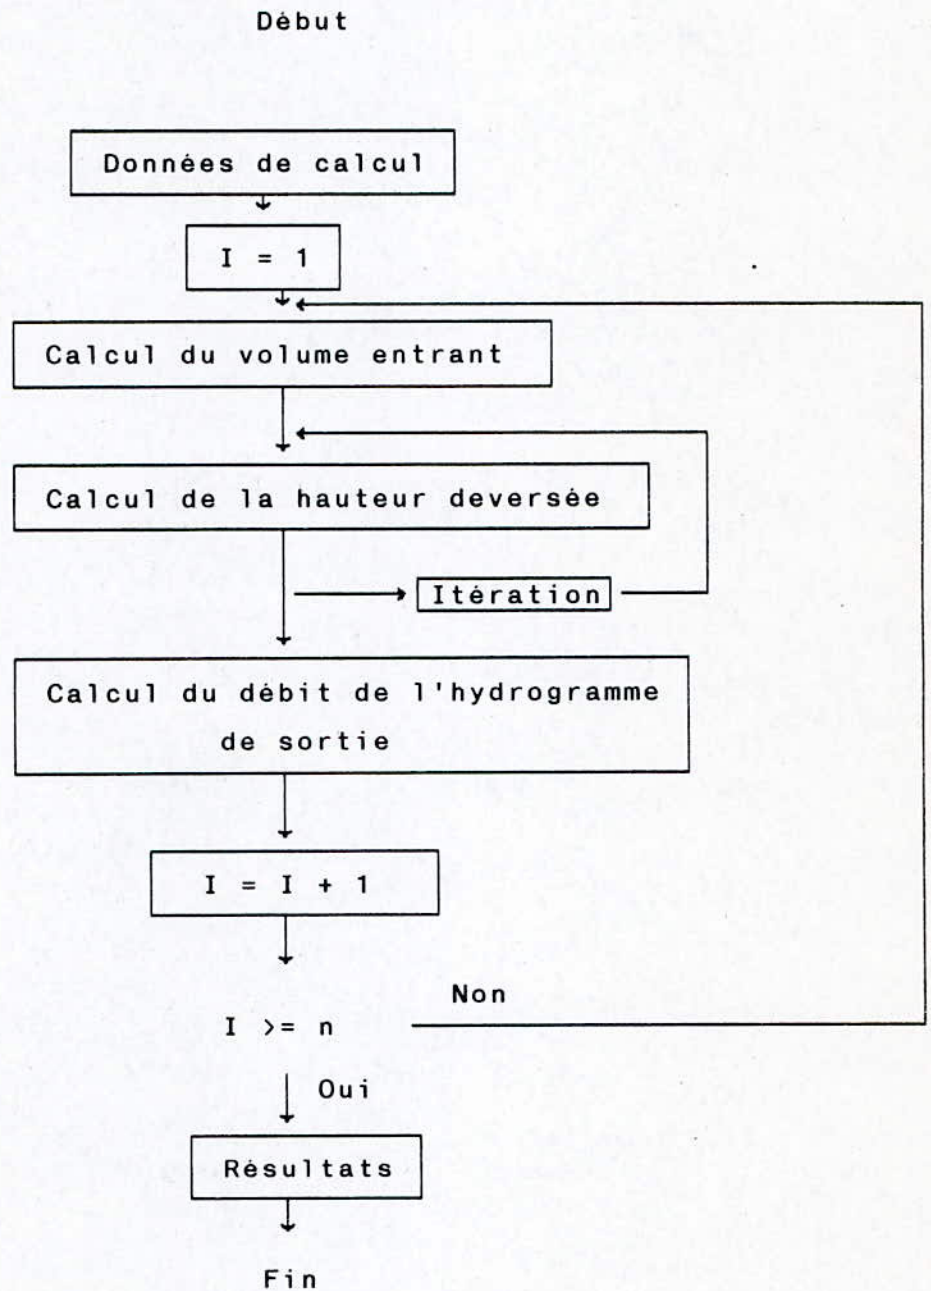 Début
Données de calcul
I = 1
Calcul du volume entrant
Calcul de la hauteur deversée
Itération
Calcul du débit de l'hydrogramme
de sortie
I = I + 1
Non
I >= n
Oui
Résultats
Fin